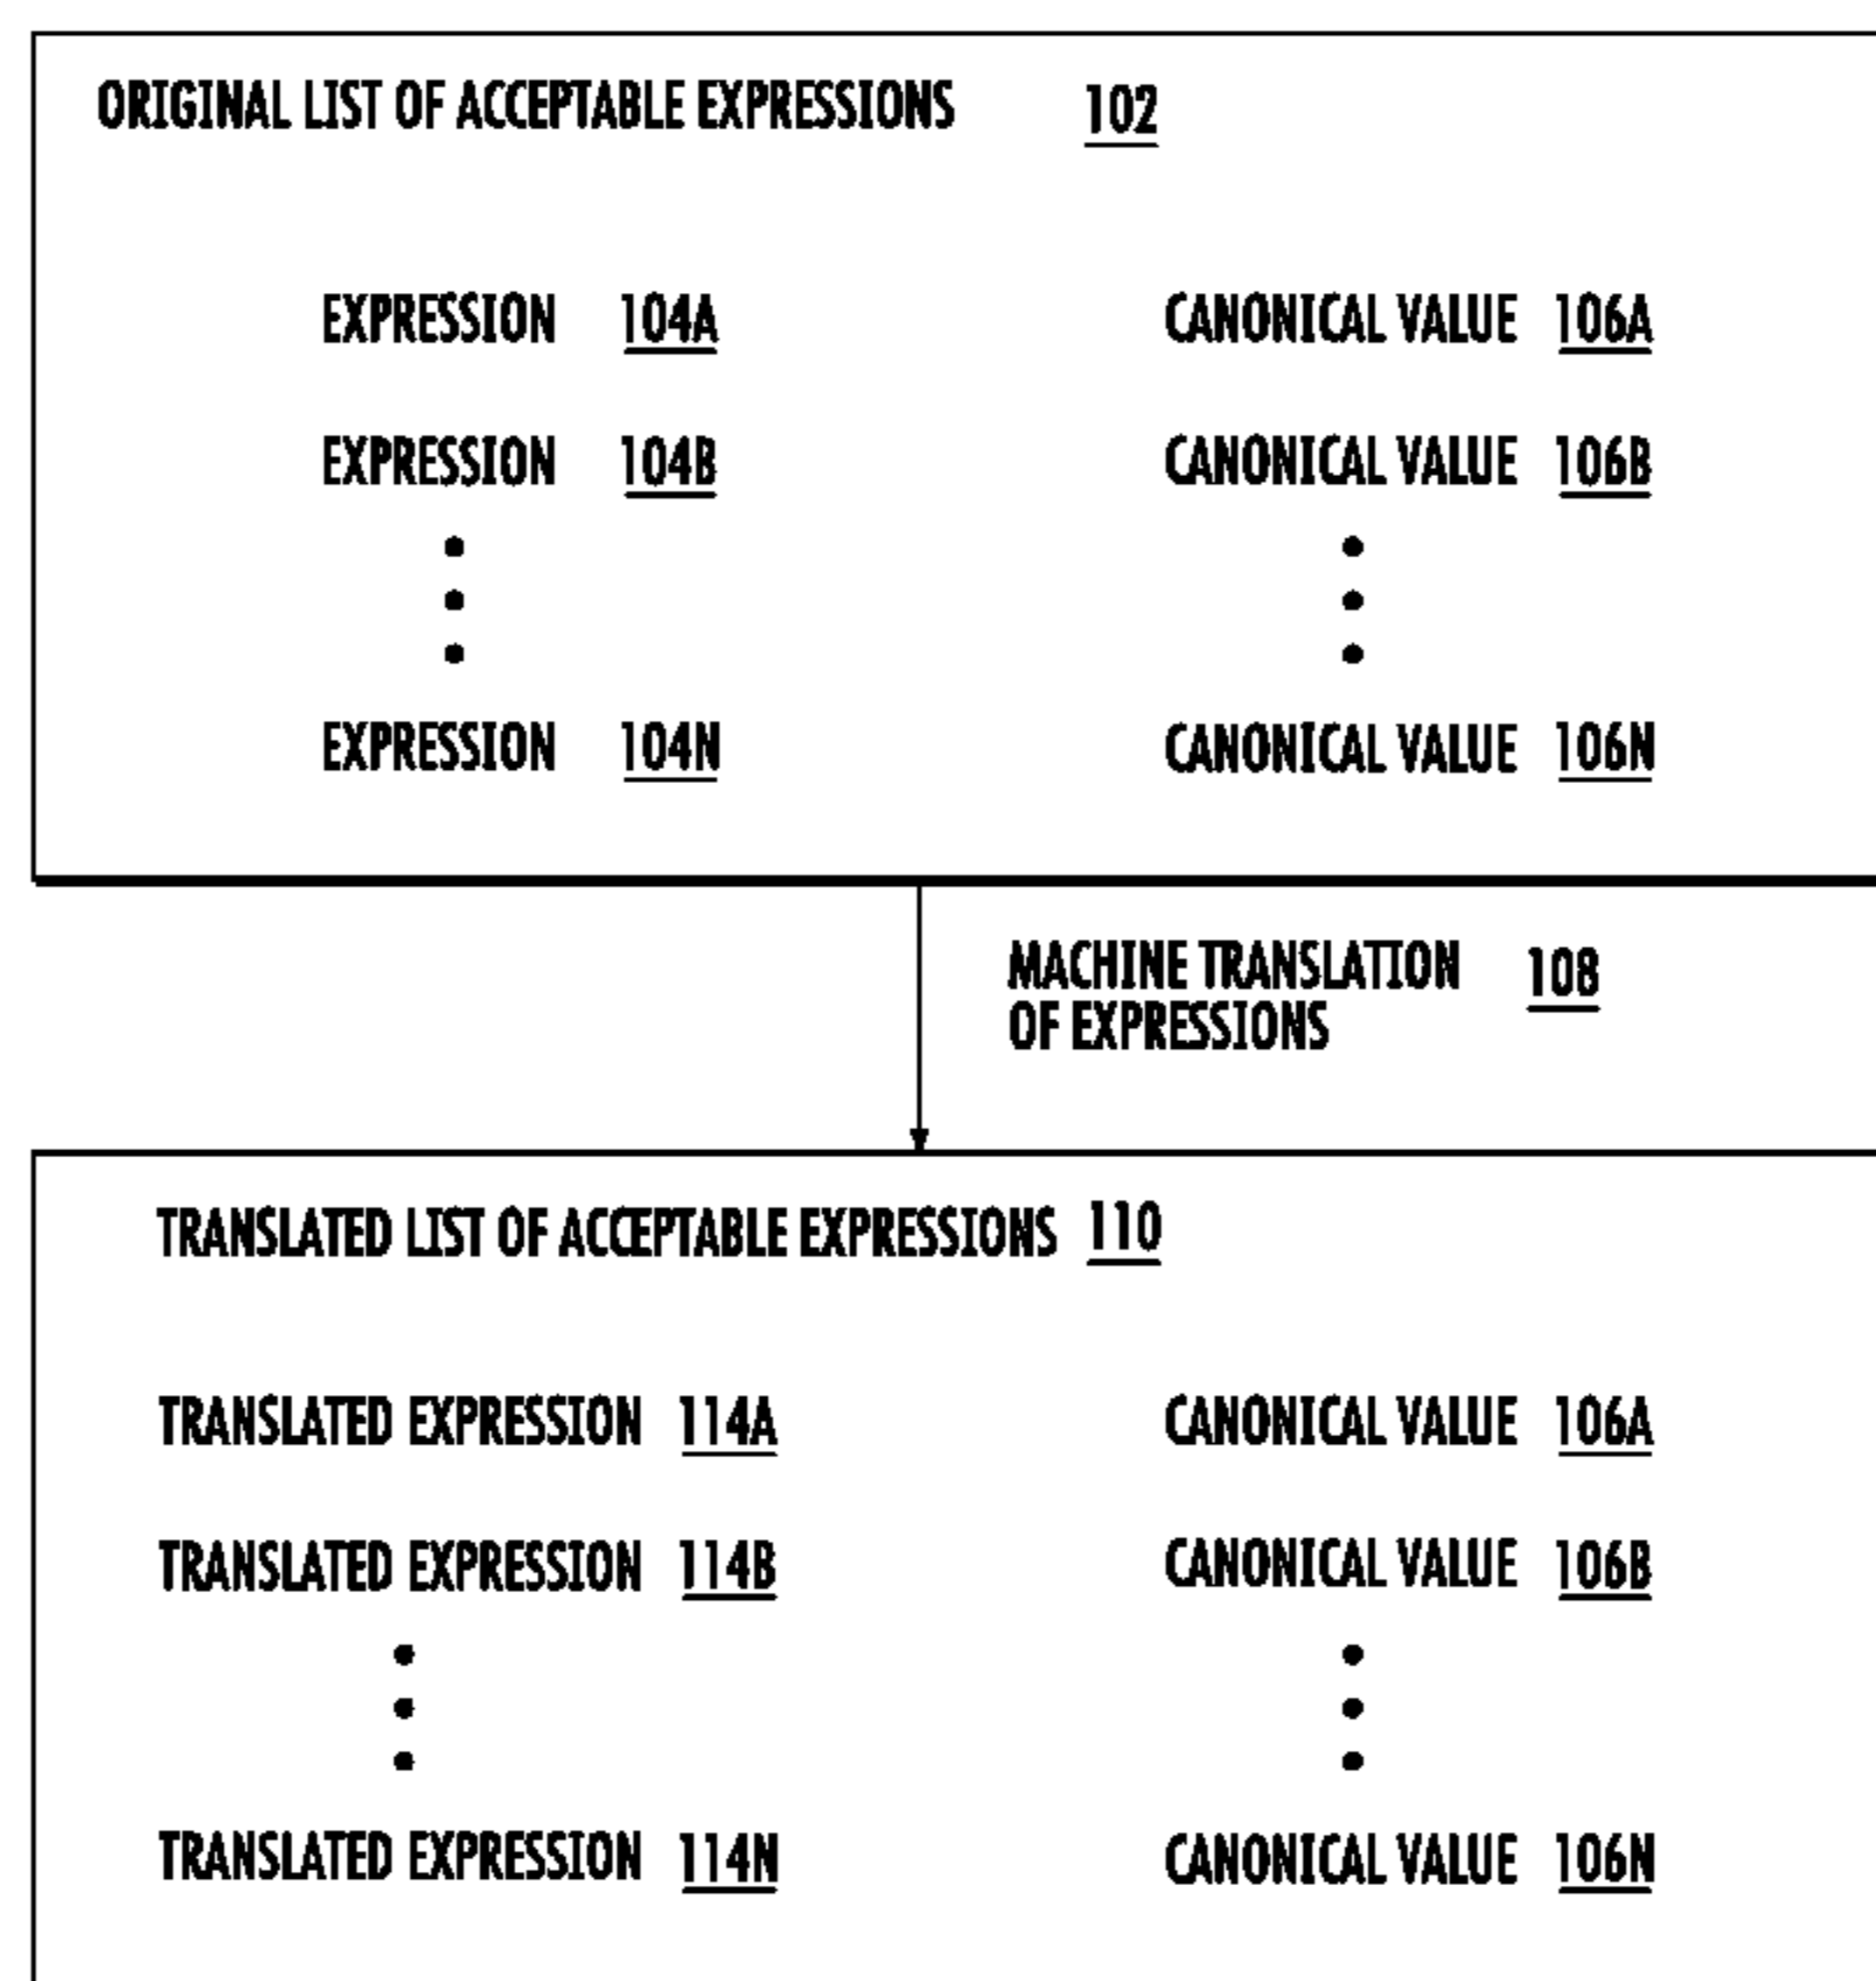 ORIGINAL LIST OF ACCEPTABLE EXPRESSIONS 102
EXPRESSION 104A CANONICAL VALUE 106A
EXPRESSION 104B CANONICAL VALUE 106B
EXPRESSION 104N CANONICAL VALUE 106N
MACHINE TRANSLATION 108
OF EXPRESSIONS
TRANSLATED LIST OF ACCEPTABLE EXPRESSIONS 110
TRANSLATED EXPRESSION 114A CANONICAL VALUE 106A
TRANSLATED EXPRESSION 114B CANONICAL VALUE 106B
TRANSLATED EXPRESSION 114N CANONICAL VALUE 106N